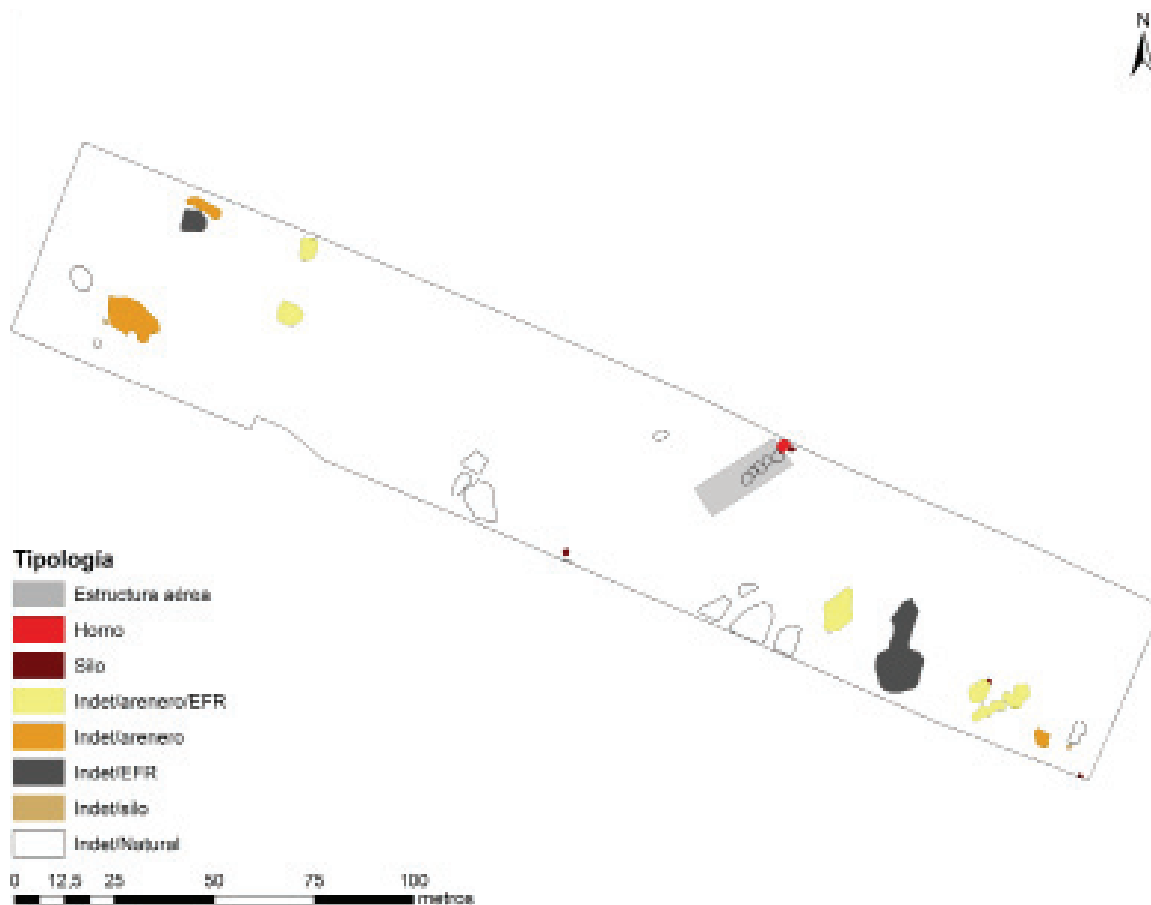 N
Tipología
Estructura aérea
Horno
Silo
Indet/arenero/EFR
Indet/arenero
Indet/EFR
Indet/silo
Indet/Natural
0 12,5 25 50 75 100
metros